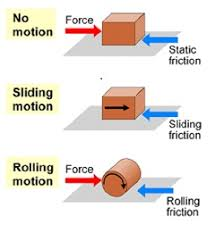 No
motion
Force
Static
friction
Sliding
motion
Sliding
friction
Rolling
motion
Force
Rolling
friction